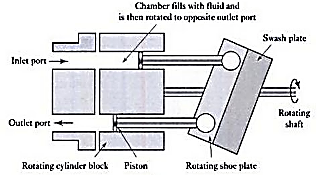 Chamber fills with fluid and
is then rotated to opposite outlet port
Swash plate
Inlet port
Outlet port
Rotating
shaft
Rotating cylinder block
Piston
Rotating shoe plate